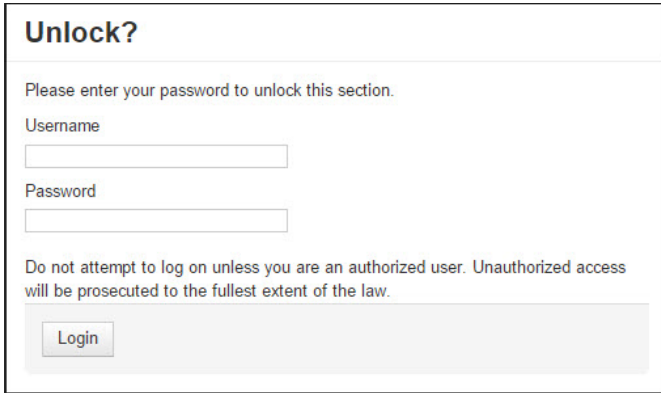 Unlock?
Please enter your password to unlock this section.
Username
Password
Do not attempt to log on unless you are an authorized user. Unauthorized access
will be prosecuted to the fullest extent of the law.
Login